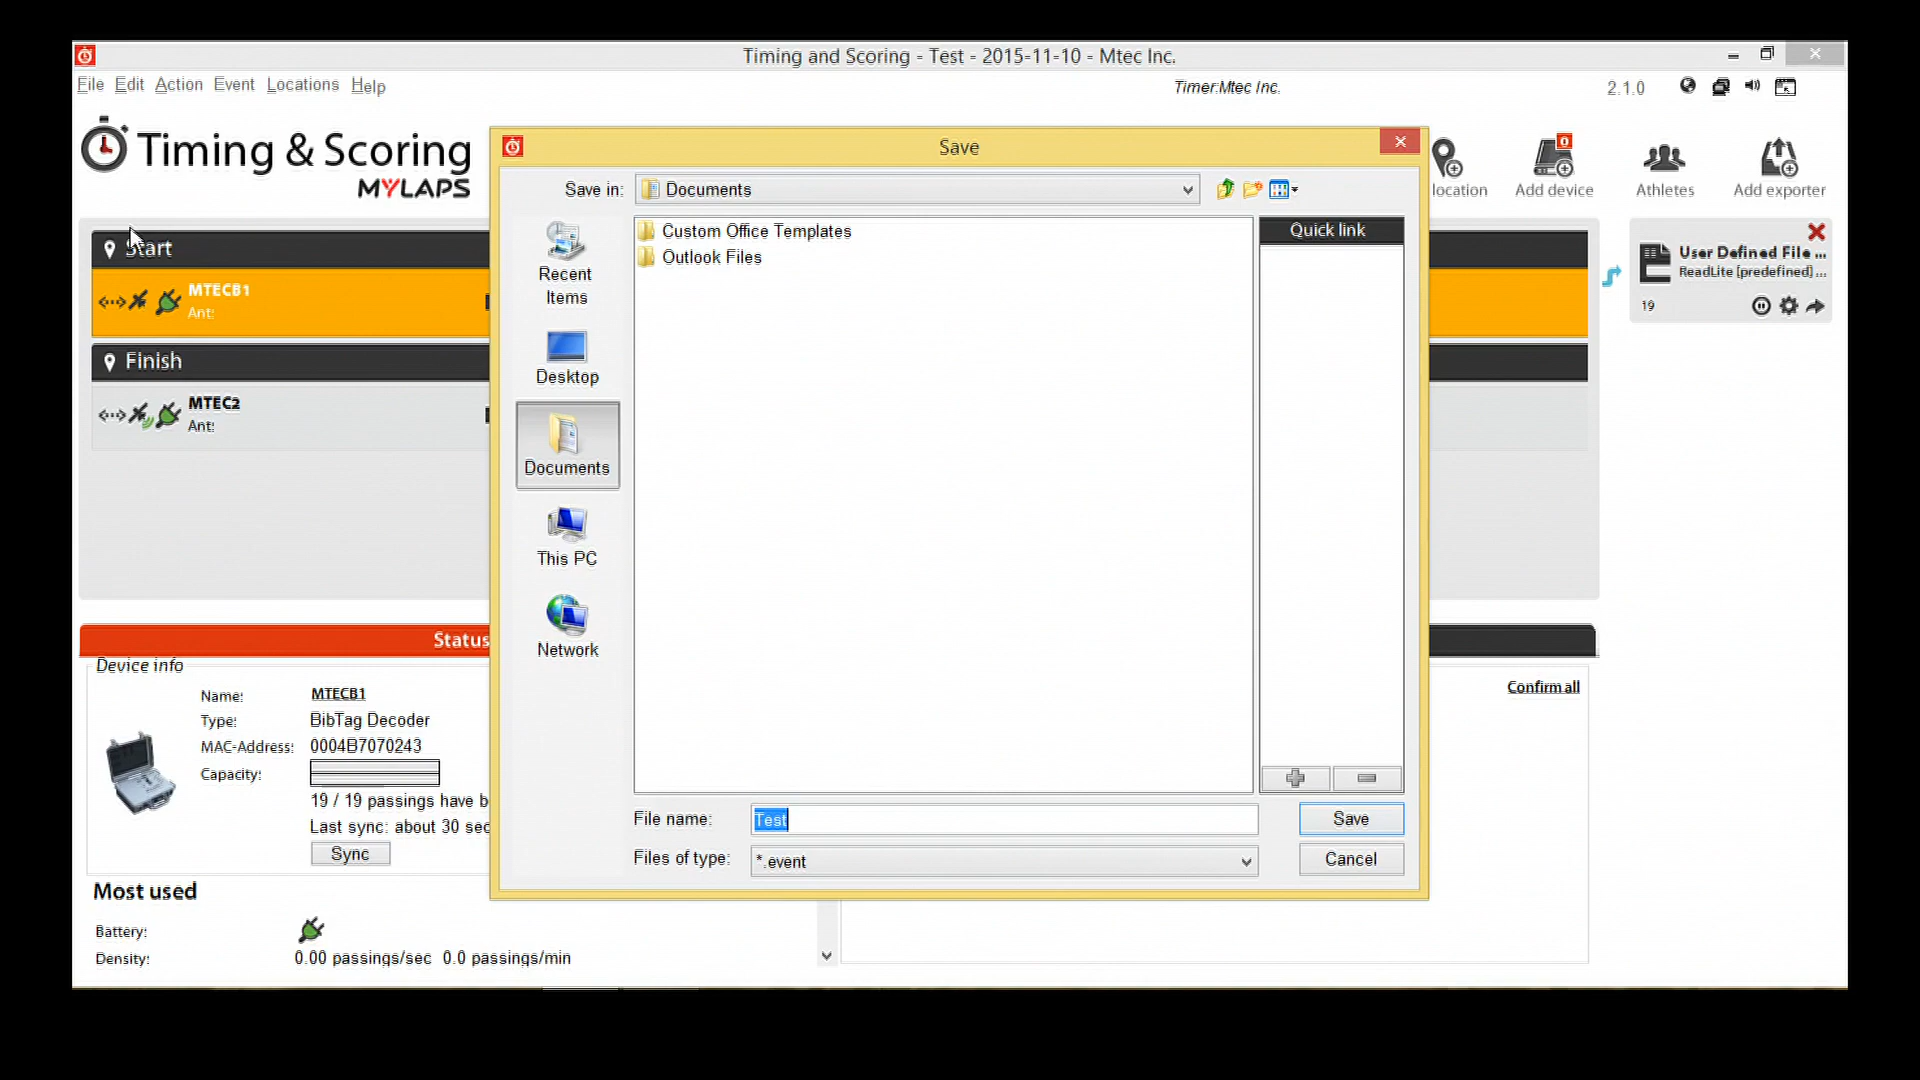 Timing and Scoring - Test - 2015-11-10 - Mtec Inc.
File Edit Action Event Locations Help
Timer:Mtec Inc.
2.1.0
Timing & Scoring
MYLAPS
location
0
Add device
Athletes
Add exporter
Save
Save in:
Documents
Recent
Items
Desktop
Documents
This PC
Network
Custom Office Templates
Outlook Files
Quick link
File name:
Test
Save
Files of type:
*.event
Cancel
Start
MTECB1
Ant:
Finish
MTEC2
Ant:
User Defined File ...
ReadLite [predefined] ...
19
Status
Device info
Name: MTECB1
Type: BibTag Decoder
MAC-Address: 0004B7070243
Capacity:
19 / 19 passings have b
Last sync: about 30 sec
Sync
Most used
Battery:
Density: 0.00 passings/sec 0.0 passings/min
Confirm all